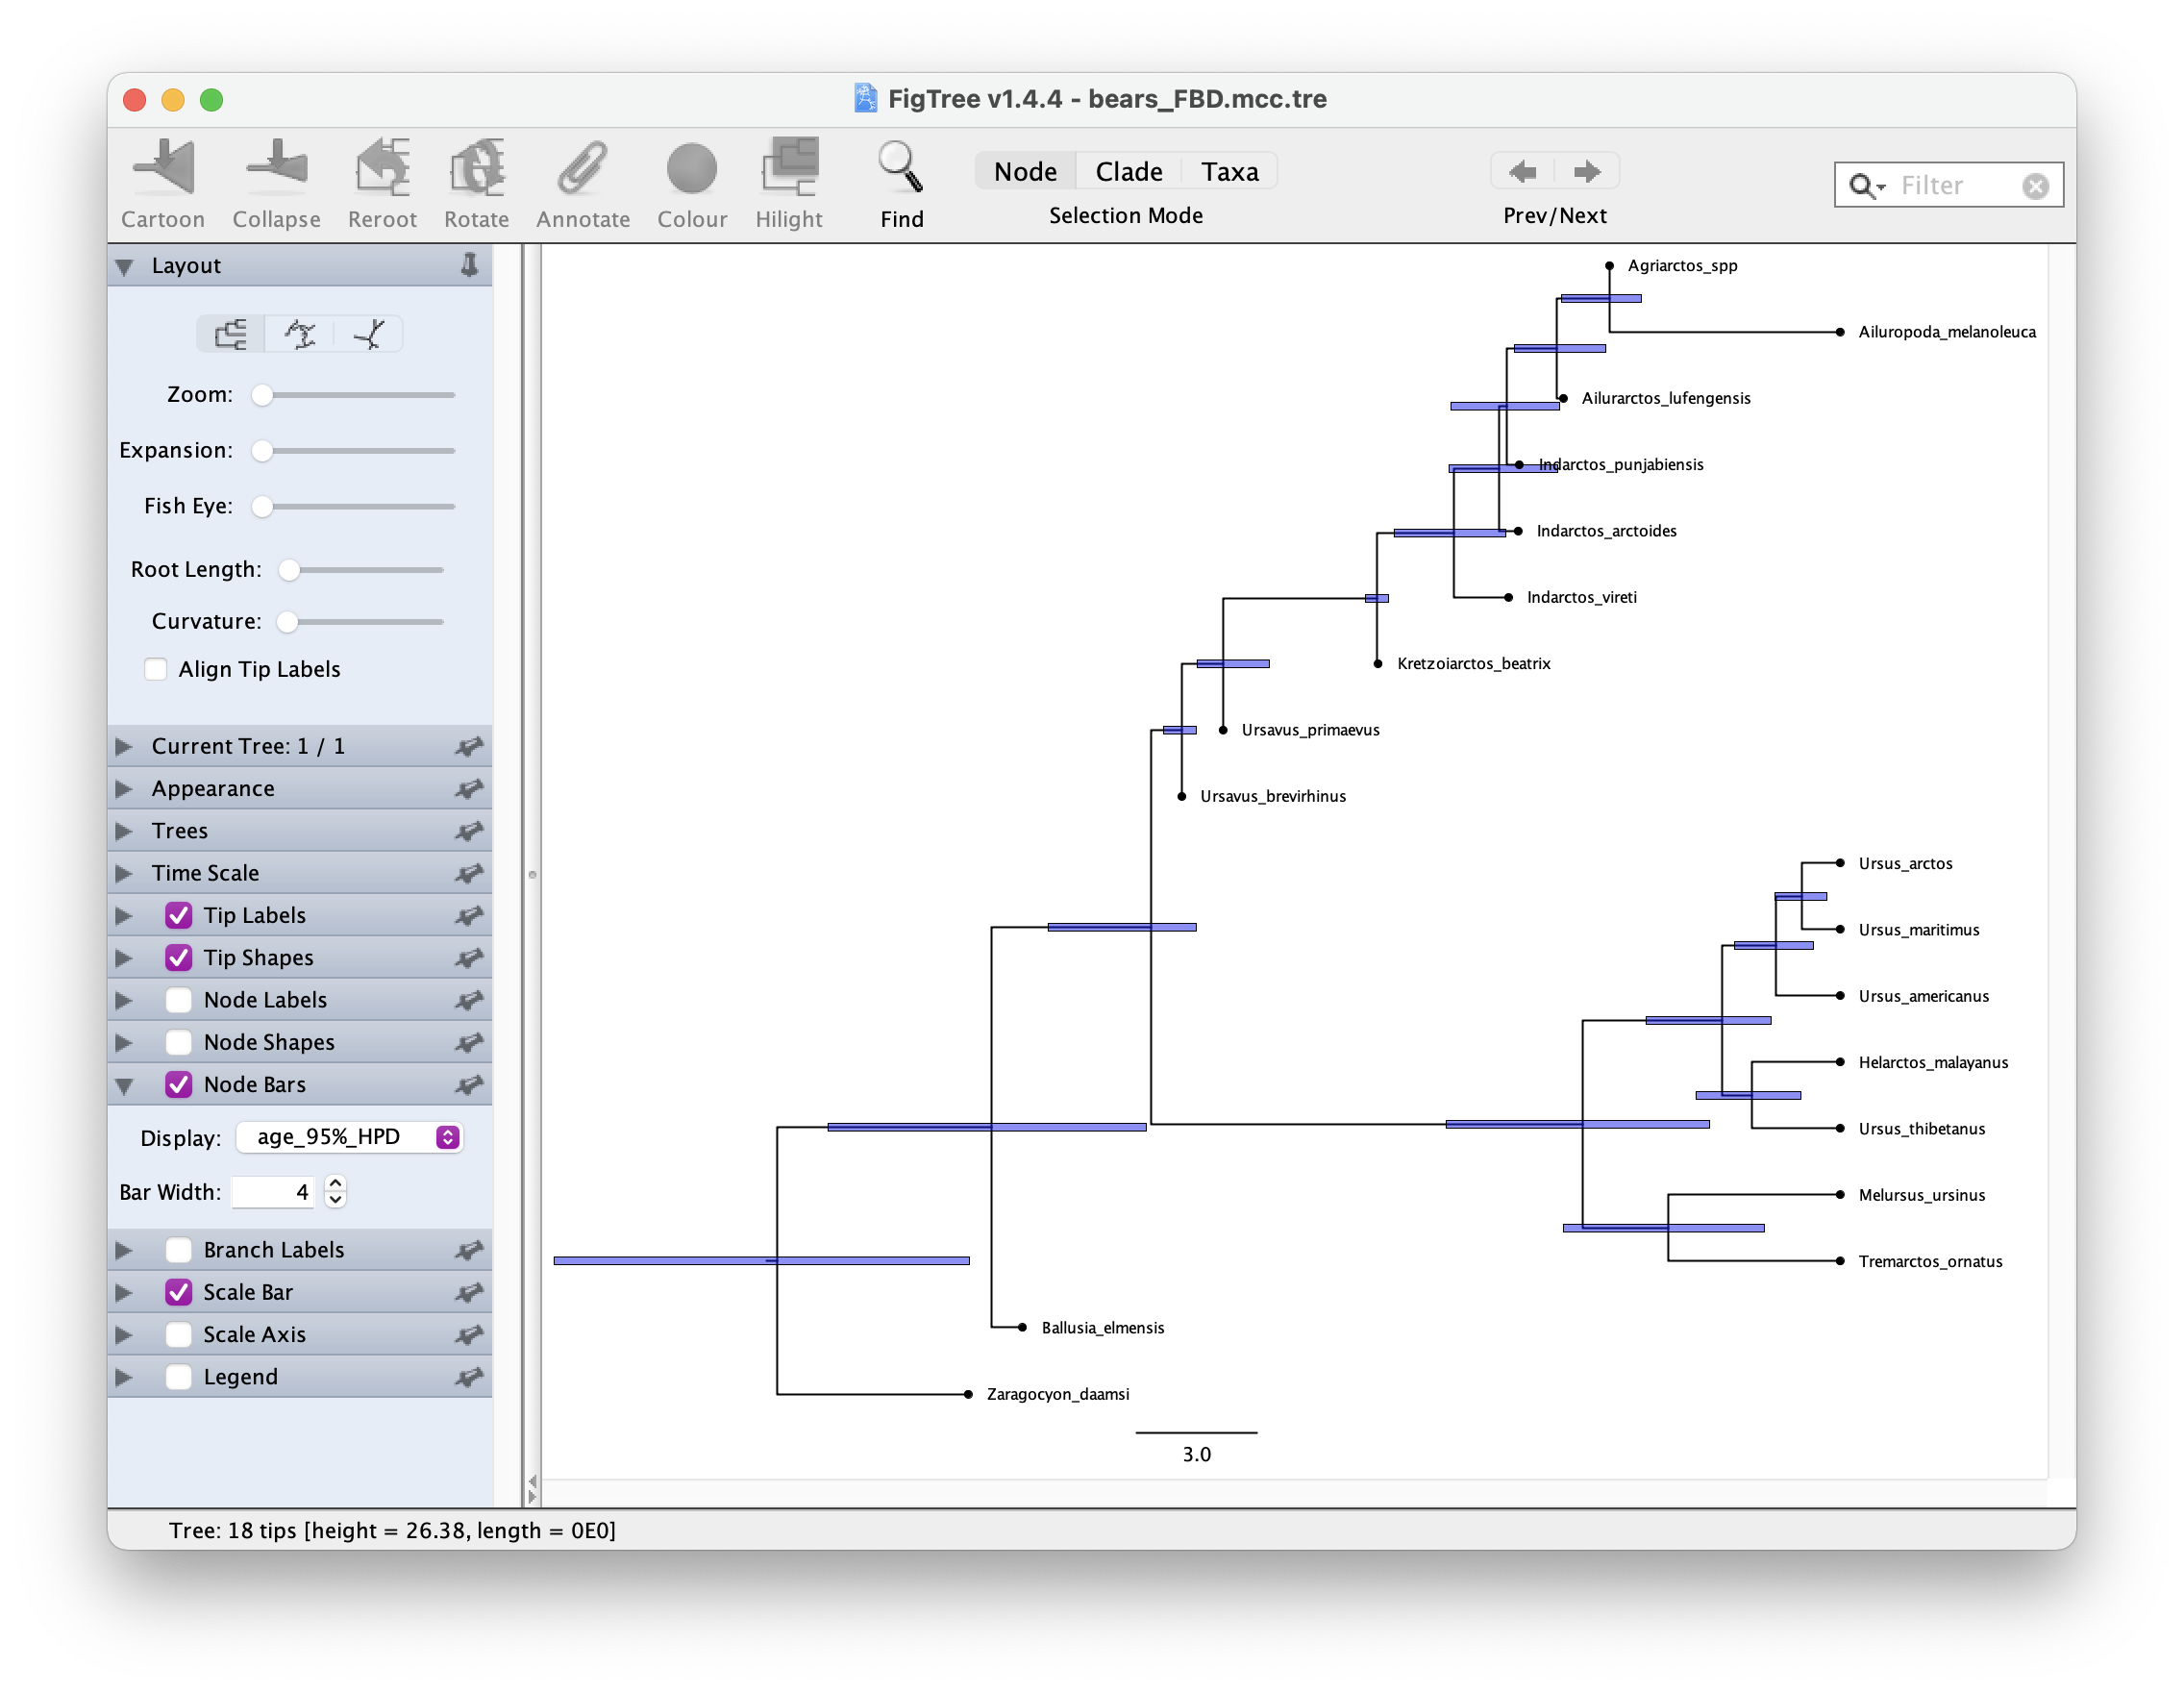 FigTree v1.4.4 - bears_FBD.mcc.tre
Cartoon Collapse Reroot Rotate Annotate Colour Hilight Find
Node Clade Taxa
Selection Mode
Prev/Next
Filter
Layout
Zoom:
Expansion:
Fish Eye:
Root Length:
Curvature:
Align Tip Labels
Current Tree: 1 / 1
Appearance
Trees
Time Scale
Tip Labels
Tip Shapes
Node Labels
Node Shapes
Node Bars
Display: age_95%_HPD
Bar Width: 4
Branch Labels
Scale Bar
Scale Axis
Legend
Agriarctos_spp
Ailuropoda_melanoleuca
Ailurarctos_lufengensis
Indarctos_punjabiensis
Indarctos_arctoides
Indarctos_vireti
Kretzoiarctos_beatrix
Ursavus_primaevus
Ursavus_brevirhinus
Ursus_arctos
Ursus_maritimus
Ursus_americanus
Helarctos_malayanus
Ursus_thibetanus
Melursus_ursinus
Tremarctos_ornatus
Ballusia_elmensis
Zaragocyon_daamsi
3.0
Tree: 18 tips [height = 26.38, length = 0E0]